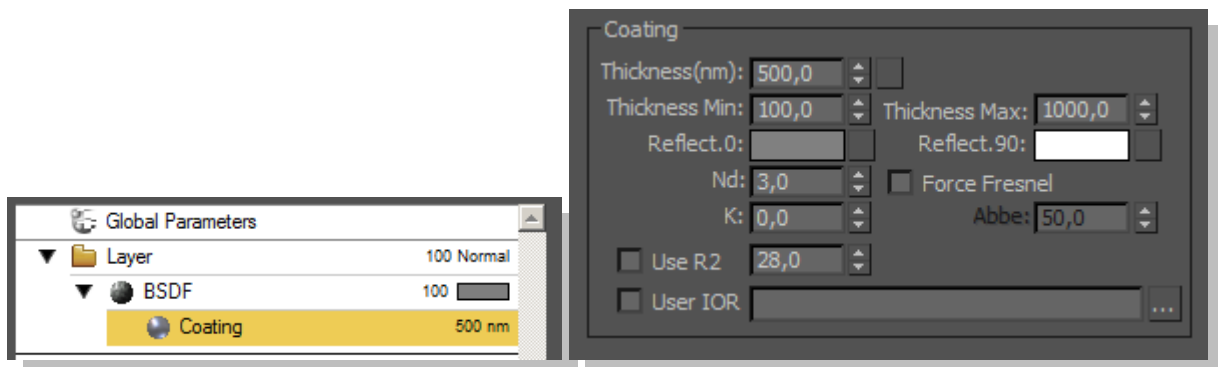 Global Parameters
Layer 100 Normal
BSDF 100
Coating 500 nm
Coating
Thickness(nm): 500,0
Thickness Min: 100,0 Thickness Max: 1000,0
Reflect.0: Reflect.90:
Nd: 3,0 Force Fresnel
K: 0,0 Abbe: 50,0
Use R2 28,0
User IOR ...